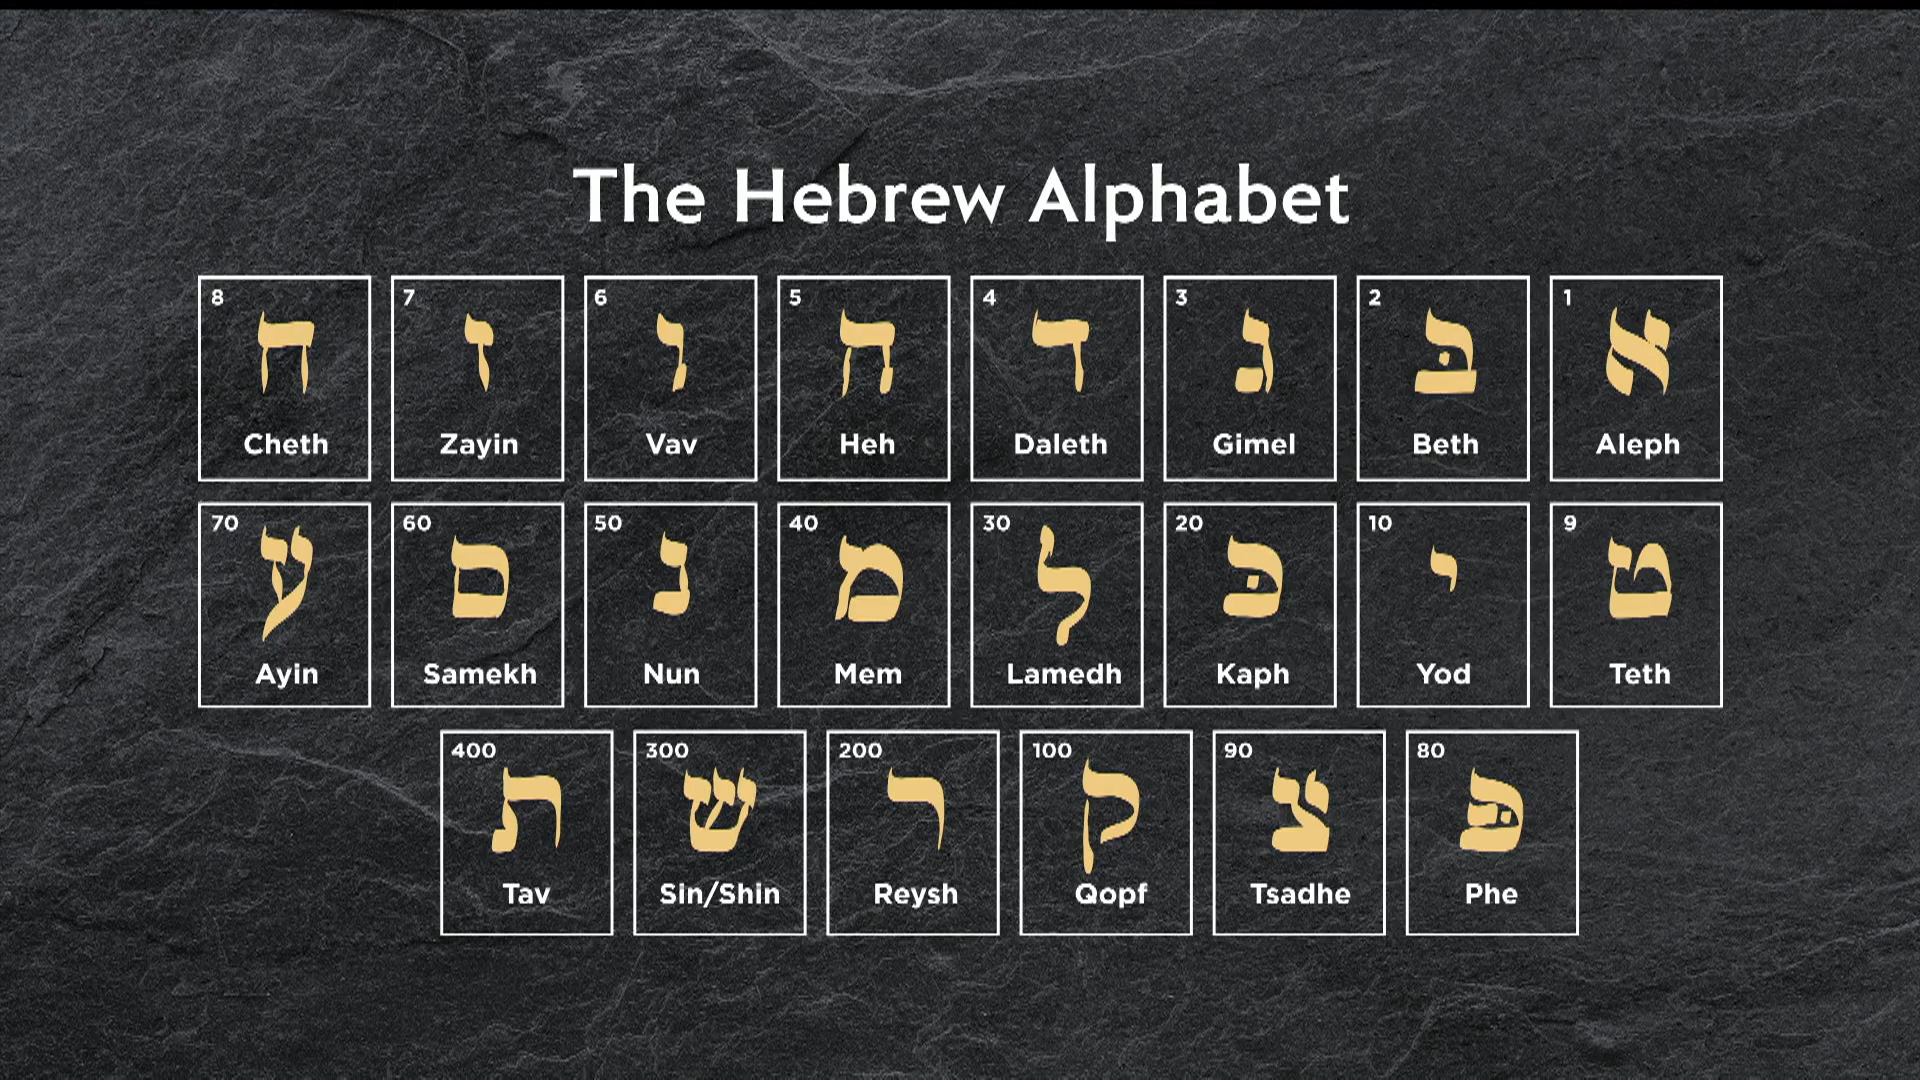 The Hebrew Alphabet
8 7 6 5 4 3 2 1
ח ז ו ה ד ג בּ א
Cheth Zayin Vav Heh Daleth Gimel Beth Aleph
70 60 50 40 30 20 10 9
ע ס נ מ ל כּ י ט
Ayin Samekh Nun Mem Lamedh Kaph Yod Teth
400 300 200 100 90 80
ת ש ר ק צ פּ
Tav Sin/Shin Reysh Qopf Tsadhe Phe